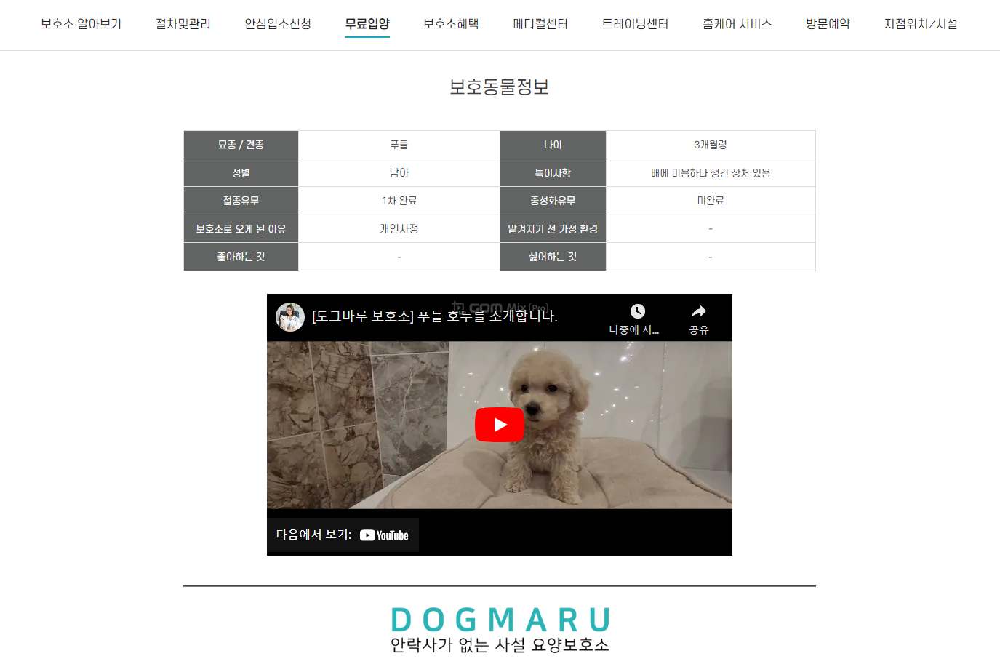 보호소 알아보기 절차및관리 안심입소신청 무료입양 보호소혜택 메디컬센터 트레이닝센터 홈케어 서비스 방문예약 지점위치/시설
보호동물정보
묘종 / 견종 푸들 나이 3개월령
성별 남아 특이사항 배에 미용하다 생긴 상처 있음
접종유무 1차 완료 중성화유무 미완료
보호소로 오게 된 이유 개인사정 맡겨지기 전 가정 환경 -
좋아하는 것 - 싫어하는 것 -
GOM Mix Pro
[도그마루 보호소] 푸들 호두를 소개합니다.
나중에 시... 공유
다음에서 보기: YouTube
DOGMARU
안락사가 없는 사설 요양보호소